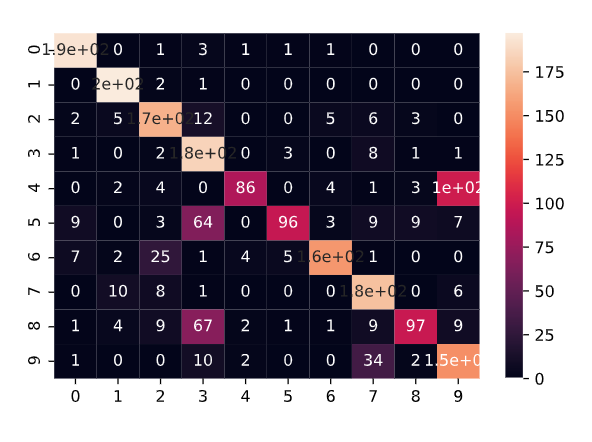 0 1.9e+02 0 1 3 1 1 1 0 0 0
1 0 2e+02 2 1 0 0 0 0 0 0
2 2 5 1.7e+02 12 0 0 5 6 3 0
3 1 0 2 1.8e+02 0 3 0 8 1 1
4 0 2 4 0 86 0 4 1 3 1e+02
5 9 0 3 64 0 96 3 9 9 7
6 7 2 25 1 4 5 1.6e+02 1 0 0
7 0 10 8 1 0 0 0 1.8e+02 0 6
8 1 4 9 67 2 1 1 9 97 9
9 1 0 0 10 2 0 0 34 2 1.5e+02
0 1 2 3 4 5 6 7 8 9
175
150
125
100
75
50
25
0